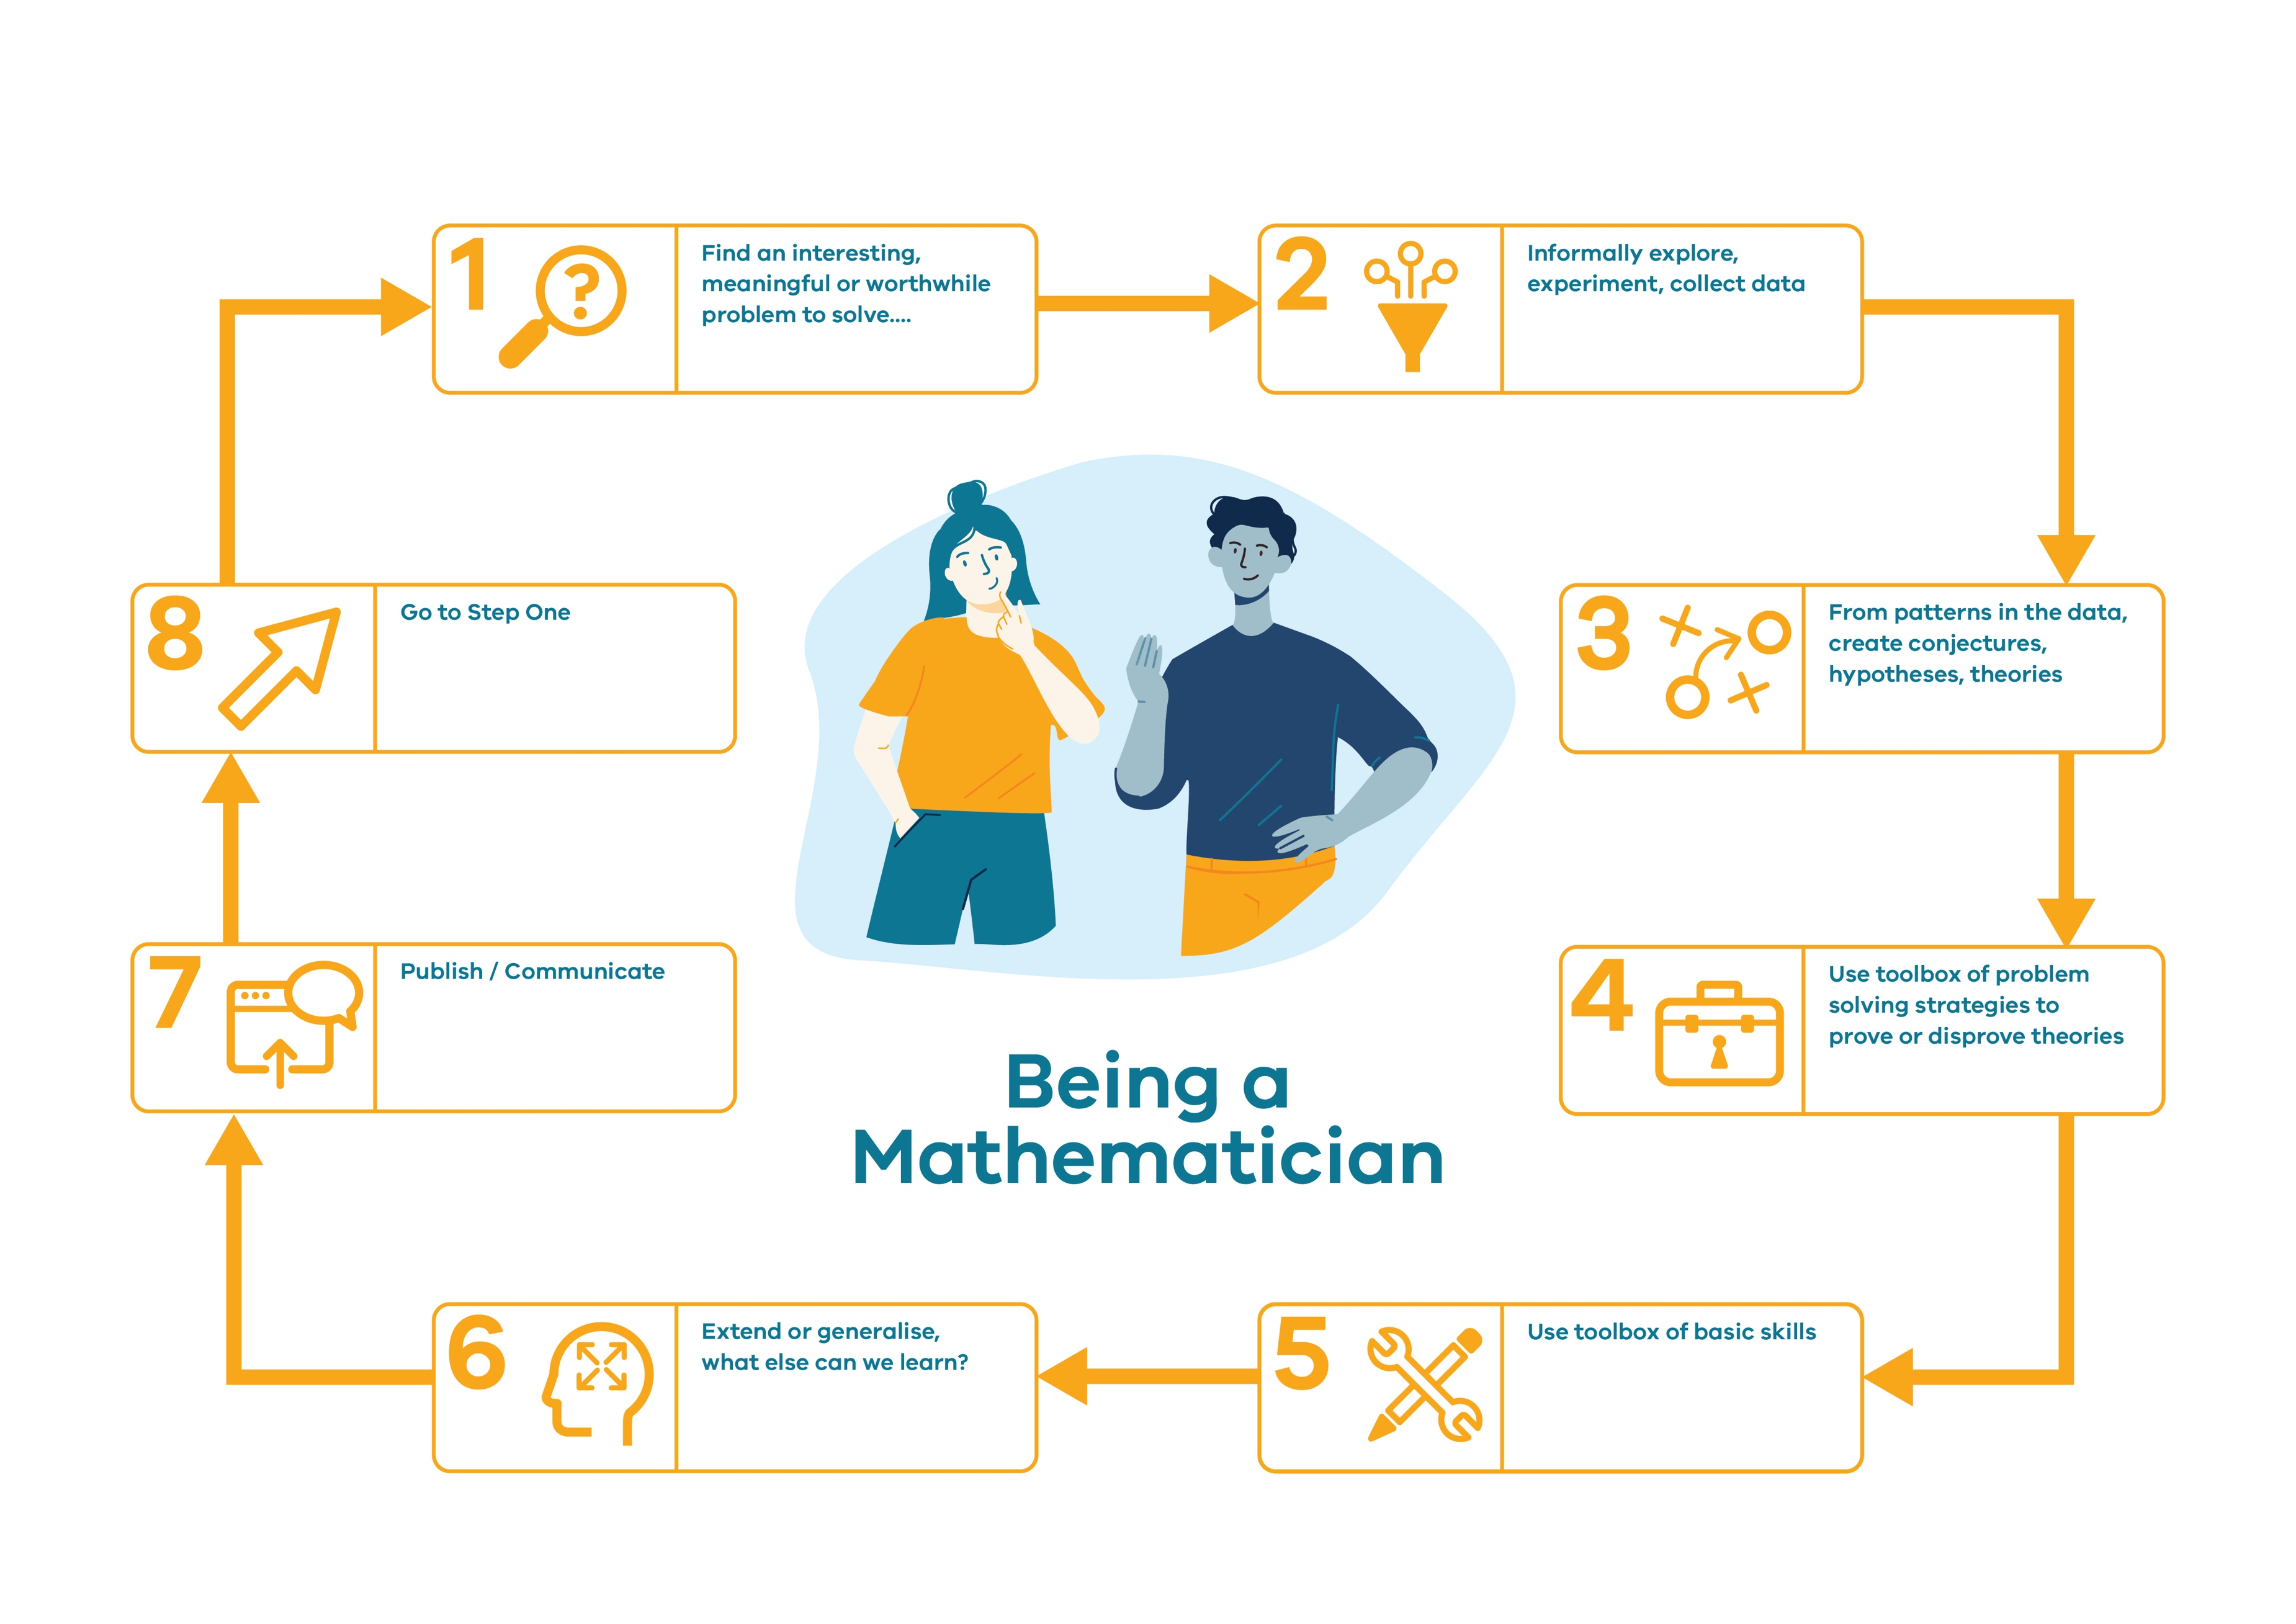 1
Find an interesting,
meaningful or worthwhile
problem to solve....
2
Informally explore,
experiment, collect data
3
From patterns in the data,
create conjectures,
hypotheses, theories
4
Use toolbox of problem
solving strategies to
prove or disprove theories
5
Use toolbox of basic skills
6
Extend or generalise,
what else can we learn?
7
Publish / Communicate
8
Go to Step One
Being a
Mathematician